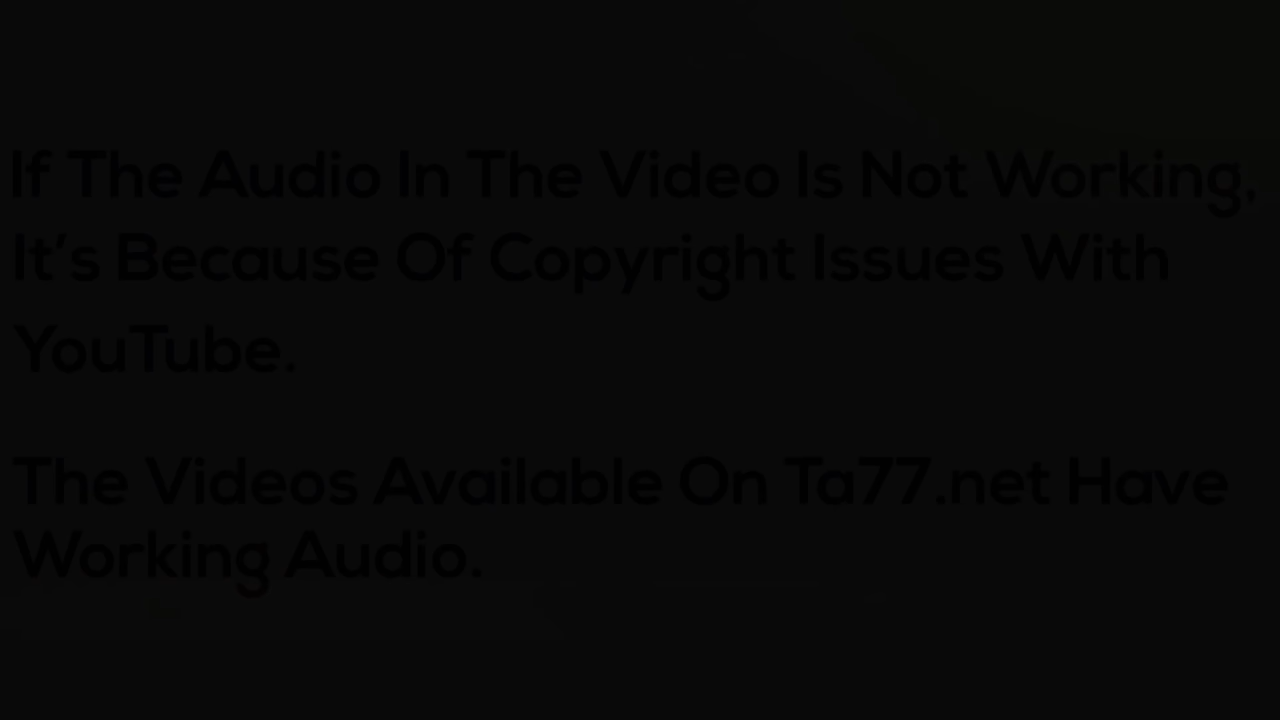 If The Audio In The Video Is Not Working,
It’s Because Of Copyright Issues With
YouTube.
The Videos Available On Ta77.net Have
Working Audio.